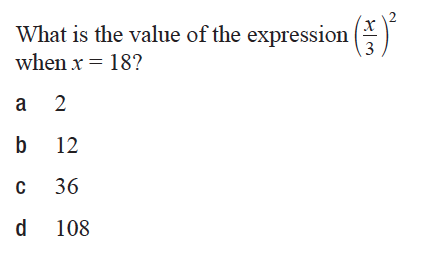 What is the value of the expression (x/3)²
when x = 18?
a 2
b 12
c 36
d 108